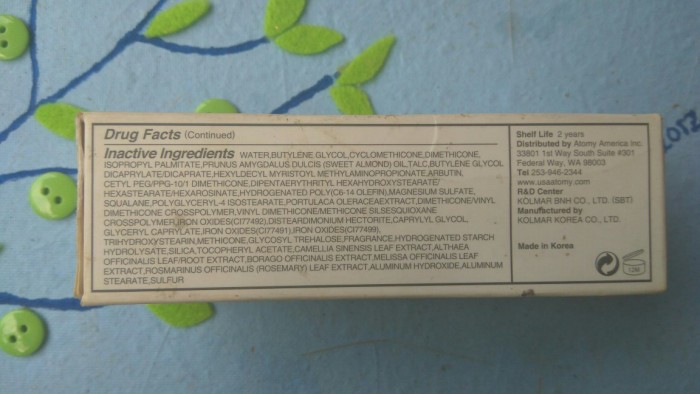 Drug Facts (Continued)
Inactive Ingredients WATER,BUTYLENE GLYCOL,CYCLOMETHICONE,DIMETHICONE,
ISOPROPYL PALMITATE,PRUNUS AMYGDALUS DULCIS (SWEET ALMOND) OIL,TALC,BUTYLENE GLYCOL
DICAPRYLATE/DICAPRATE,HEXYLDECYL MYRISTOYL METHYLAMINOPROPIONATE,ARBUTIN,
CETYL PEG/PPG-10/1 DIMETHICONE,DIPENTAERYTHRITYL HEXAHYDROXYSTEARATE/
HEXASTEARATE/HEXAROSINATE,HYDROGENATED POLY(C6-14 OLEFIN),MAGNESIUM SULFATE,
SQUALANE,POLYGLYCERYL-4 ISOSTEARATE,PORTULACA OLERACEAEXTRACT,DIMETHICONE/VINYL
DIMETHICONE CROSSPOLYMER,VINYL DIMETHICONE/METHICONE SILSESQUIOXANE
CROSSPOLYMER,IRON OXIDES(CI77492),DISTEARDIMONIUM HECTORITE,CAPRYLYL GLYCOL,
GLYCERYL CAPRYLATE,IRON OXIDES(CI77491),IRON OXIDES(CI77499),
TRIHYDROXYSTEARIN,METHICONE,GLYCOSYL TREHALOSE,FRAGRANCE,HYDROGENATED STARCH
HYDROLYSATE,SILICA,TOCOPHERYL ACETATE,CAMELLIA SINENSIS LEAF EXTRACT,ALTHAEA
OFFICINALIS LEAF/ROOT EXTRACT,BORAGO OFFICINALIS EXTRACT,MELISSA OFFICINALIS LEAF
EXTRACT,ROSMARINUS OFFICINALIS (ROSEMARY) LEAF EXTRACT,ALUMINUM HYDROXIDE,ALUMINUM
STEARATE,SULFUR
Shelf Life 2 years
Distributed by Atomy America Inc.
33801 1st Way South Suite #301
Federal Way, WA 98003
Tel 253-946-2344
www.usaatomy.com
R&D Center
KOLMAR BNH CO., LTD. (SBT)
Manufactured by
KOLMAR KOREA CO., LTD.
Made in Korea
12M
2012